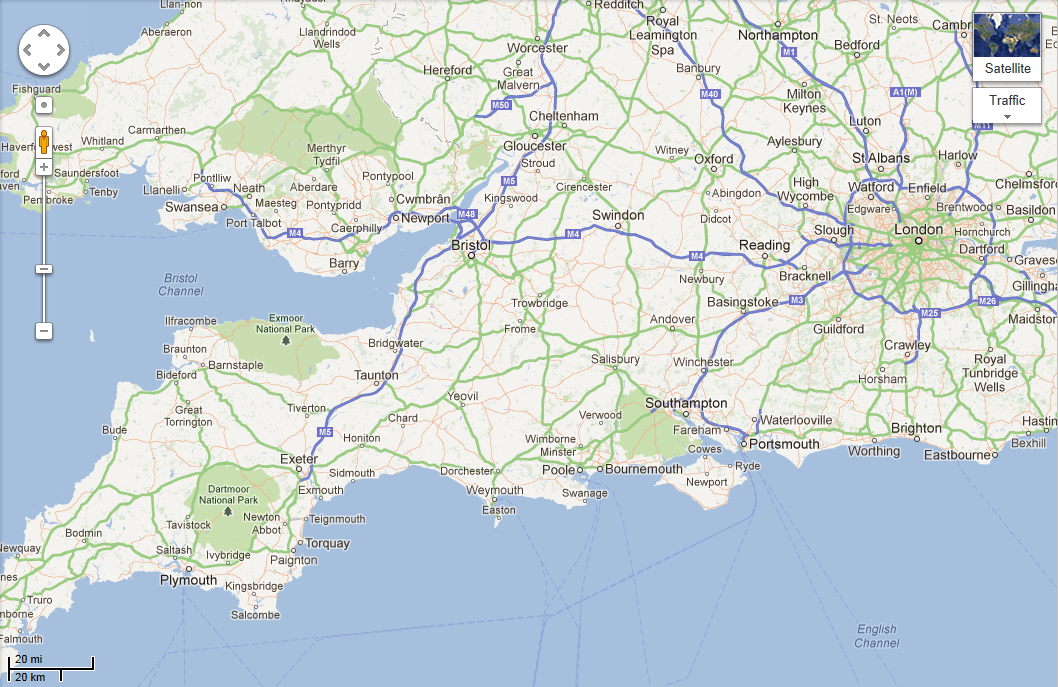 Llan-non
Llandrindod
Wells
Aberaeron
Redditch
Royal
Leamington
Spa
Northampton
St. Neots
Worcester
Bedford
M1
Hereford
Great
Malvern
Banbury
Satellite
Fishguard
M50
M40
Milton
Keynes
A1(M)
Traffic
Carmarthen
Cheltenham
Luton
M11
Whitland
Merthyr
Tydfil
Gloucester
Stroud
Witney
Oxford
Aylesbury
St Albans
Harlow
Saundersfoot
Pontlliw
Pontypool
M5
Cirencester
High
Wycombe
Watford
Enfield
Chelmsfo
Tenby
Pembroke
Llanelli
Neath
Aberdare
Maesteg
Cwmbrân
Kingswood
Abingdon
Edgware
Brentwood
Basildon
Swansea
Pontypridd
Newport
M48
Swindon
Didcot
Slough
London
Hornchurch
Port Talbot
M4
Caerphilly
Bristol
M4
Reading
Dartford
Graves
Barry
M4
Bracknell
Bristol
Channel
Newbury
Gillingha
Trowbridge
Basingstoke
M3
M25
M26
Maidston
Ilfracombe
Exmoor
National Park
Frome
Andover
Guildford
Braunton
Bridgwater
Crawley
Barnstaple
Salisbury
Winchester
Royal
Tunbridge
Wells
Bideford
Taunton
Horsham
Great
Torrington
Tiverton
Yeovil
Chard
Verwood
Southampton
Waterlooville
Bude
M5
Honiton
Wimborne
Minster
Fareham
Portsmouth
Brighton
Hastin
Bexhill
Exeter
Sidmouth
Dorchester
Poole
Bournemouth
Cowes
Worthing
Eastbourne
Ryde
Dartmoor
National Park
Exmouth
Weymouth
Swanage
Newport
Easton
Tavistock
Newton
Abbot
Teignmouth
Bodmin
Newquay
Saltash
Ivybridge
Torquay
Paignton
Plymouth
Kingsbridge
Truro
Salcombe
Falmouth
English
Channel
20 mi
20 km